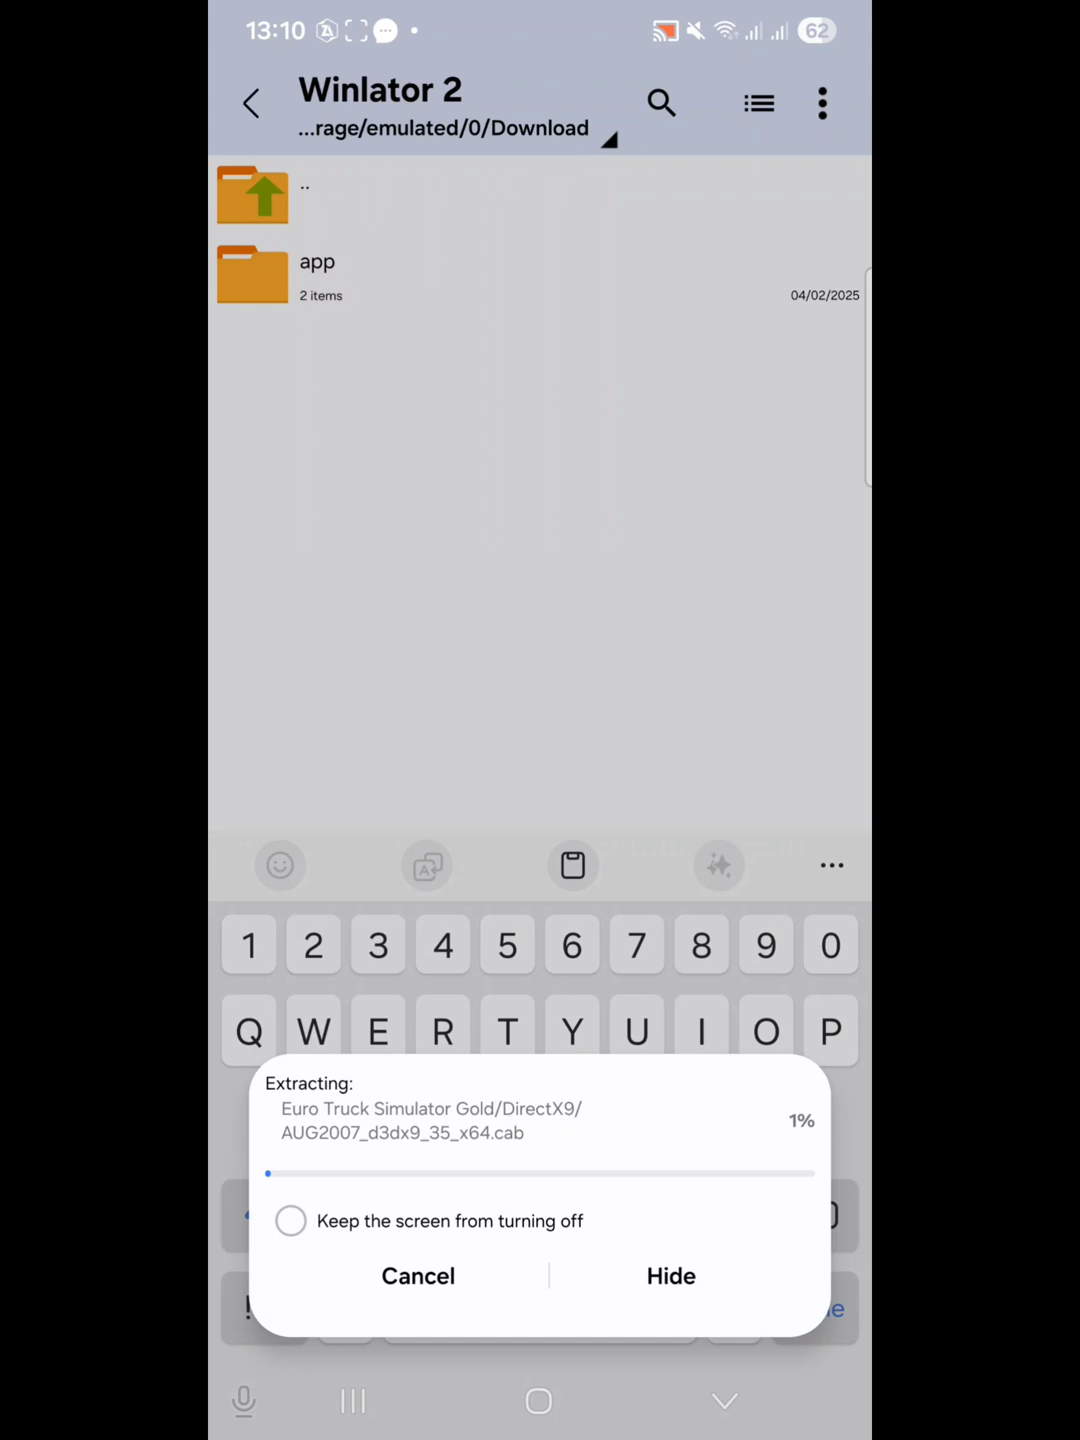 13:10
62
Winlator 2
...rage/emulated/0/Download
..
app
2 items
04/02/2025
1 2 3 4 5 6 7 8 9 0
Q W E R T Y U I O P
Extracting:
Euro Truck Simulator Gold/DirectX9/
AUG2007_d3dx9_35_x64.cab
1%
Keep the screen from turning off
Cancel
Hide